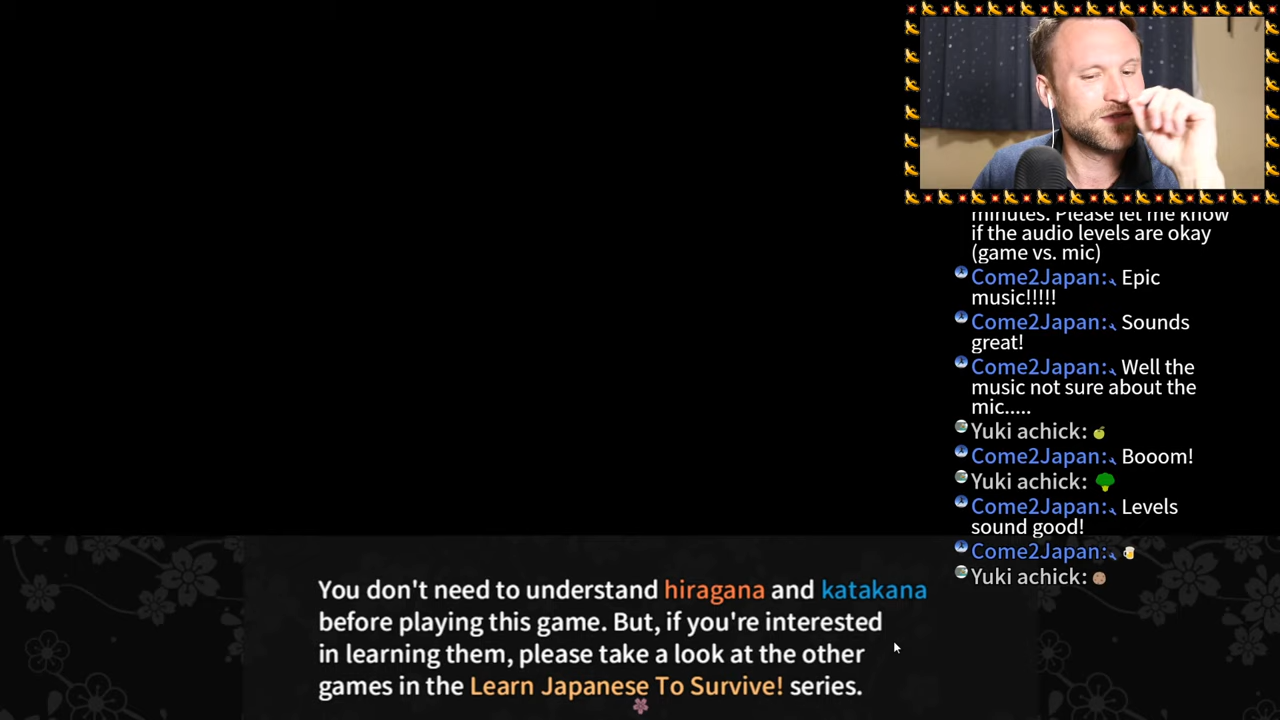 minutes. Please let me know
if the audio levels are okay
(game vs. mic)
Come2Japan: Epic
music!!!!!
Come2Japan: Sounds
great!
Come2Japan: Well the
music not sure about the
mic.....
Yuki achick: 🍏
Come2Japan: Booom!
Yuki achick: 🥦
Come2Japan: Levels
sound good!
Come2Japan: 🍺
Yuki achick: 🍪
You don't need to understand hiragana and katakana
before playing this game. But, if you're interested
in learning them, please take a look at the other
games in the Learn Japanese To Survive! series.